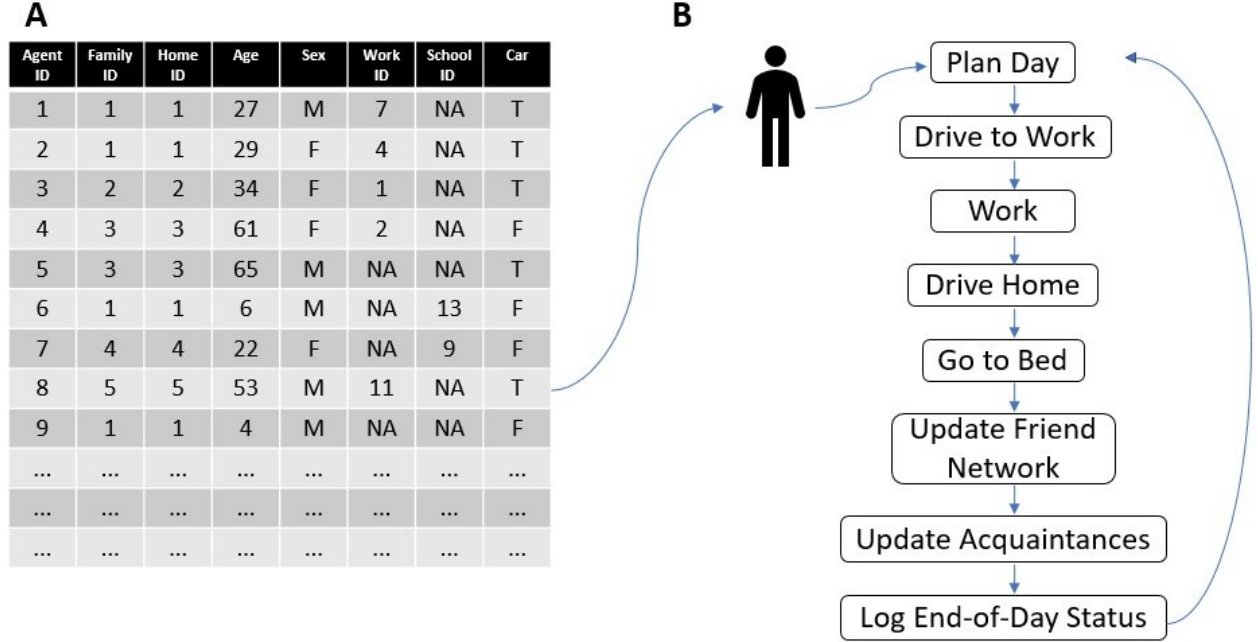 A
Agent ID Family ID Home ID Age Sex Work ID School ID Car
1 1 1 27 M 7 NA T
2 1 1 29 F 4 NA T
3 2 2 34 F 1 NA T
4 3 3 61 F 2 NA F
5 3 3 65 M NA NA T
6 1 1 6 M NA 13 F
7 4 4 22 F NA 9 F
8 5 5 53 M 11 NA T
9 1 1 4 M NA NA F
... ... ... ... ... ... ... ...
... ... ... ... ... ... ... ...
... ... ... ... ... ... ... ...
B
Plan Day
Drive to Work
Work
Drive Home
Go to Bed
Update Friend
Network
Update Acquaintances
Log End-of-Day Status